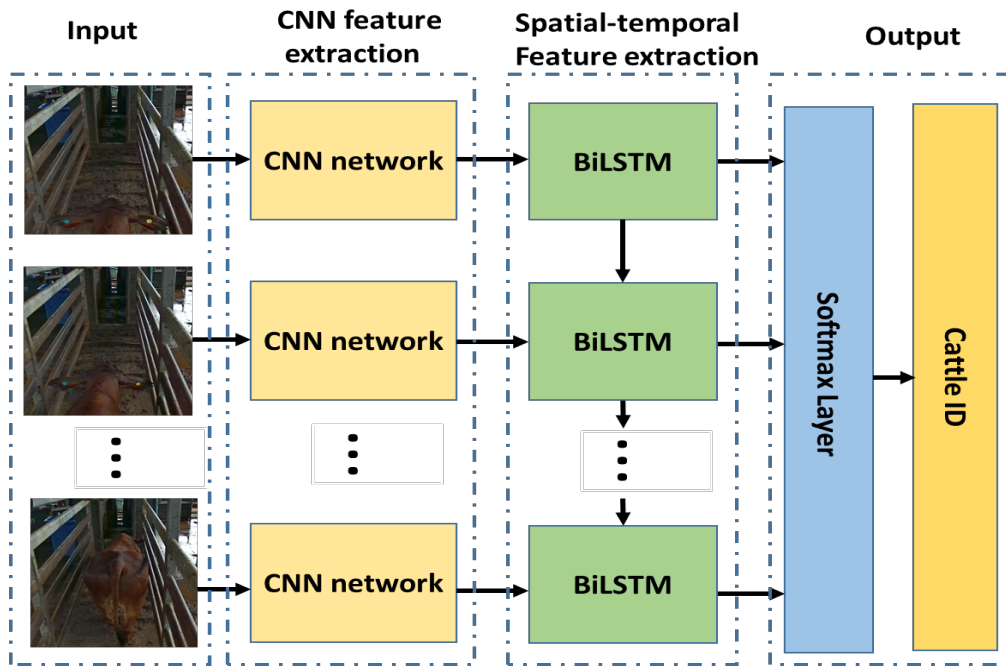 Input
CNN feature
extraction
Spatial-temporal
Feature extraction
Output
CNN network
BiLSTM
CNN network
BiLSTM
CNN network
BiLSTM
Softmax Layer
Cattle ID